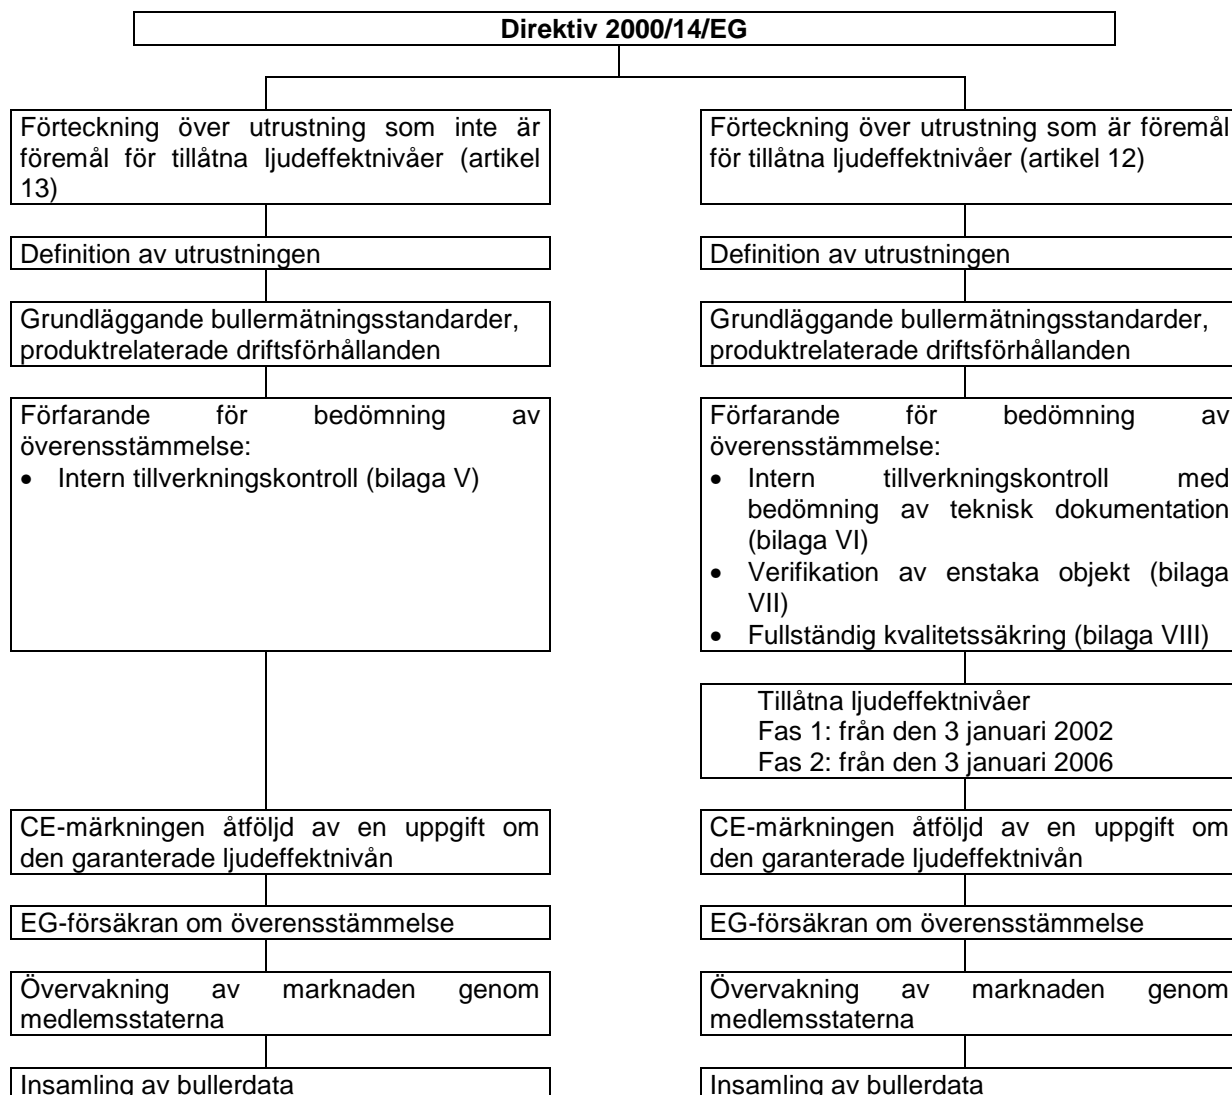 Direktiv 2000/14/EG
Förteckning över utrustning som inte är
föremål för tillåtna ljudeffektnivåer (artikel
13)
Förteckning över utrustning som är föremål
för tillåtna ljudeffektnivåer (artikel 12)
Definition av utrustningen
Definition av utrustningen
Grundläggande bullermätningsstandarder,
produktrelaterade driftsförhållanden
Grundläggande bullermätningsstandarder,
produktrelaterade driftsförhållanden
Förfarande för bedömning av
överensstämmelse:
• Intern tillverkningskontroll (bilaga V)
Förfarande för bedömning av
överensstämmelse:
• Intern tillverkningskontroll med
bedömning av teknisk dokumentation
(bilaga VI)
• Verifikation av enstaka objekt (bilaga
VII)
• Fullständig kvalitetssäkring (bilaga VIII)
Tillåtna ljudeffektnivåer
Fas 1: från den 3 januari 2002
Fas 2: från den 3 januari 2006
CE-märkningen åtföljd av en uppgift om
den garanterade ljudeffektnivån
CE-märkningen åtföljd av en uppgift om
den garanterade ljudeffektnivån
EG-försäkran om överensstämmelse
EG-försäkran om överensstämmelse
Övervakning av marknaden genom
medlemsstaterna
Övervakning av marknaden genom
medlemsstaterna
Insamling av bullerdata
Insamling av bullerdata